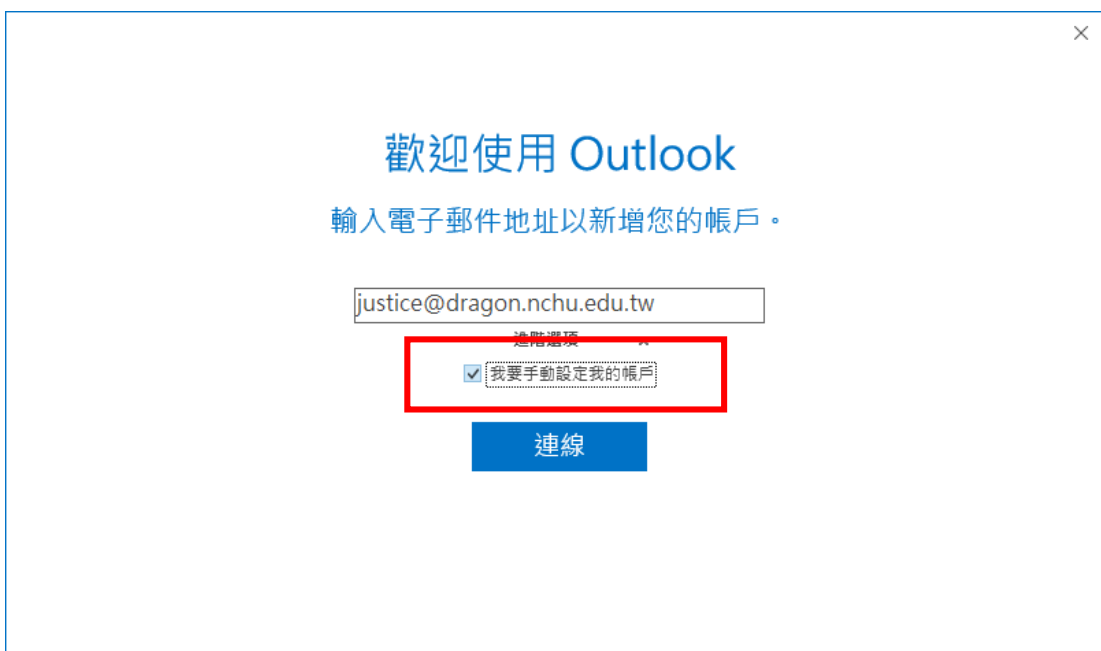 歡迎使用 Outlook
輸入電子郵件地址以新增您的帳戶。
justice@dragon.nchu.edu.tw
進階選項
我要手動設定我的帳戶
連線